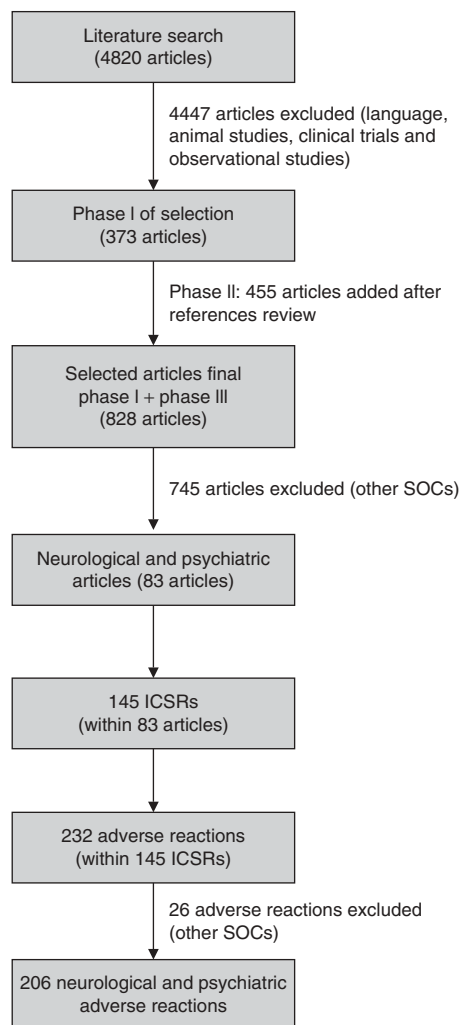 Literature search
(4820 articles)
4447 articles excluded (language,
animal studies, clinical trials and
observational studies)
Phase I of selection
(373 articles)
Phase II: 455 articles added after
references review
Selected articles final
phase I + phase III
(828 articles)
745 articles excluded (other SOCs)
Neurological and psychiatric
articles (83 articles)
145 ICSRs
(within 83 articles)
232 adverse reactions
(within 145 ICSRs)
26 adverse reactions excluded
(other SOCs)
206 neurological and psychiatric
adverse reactions